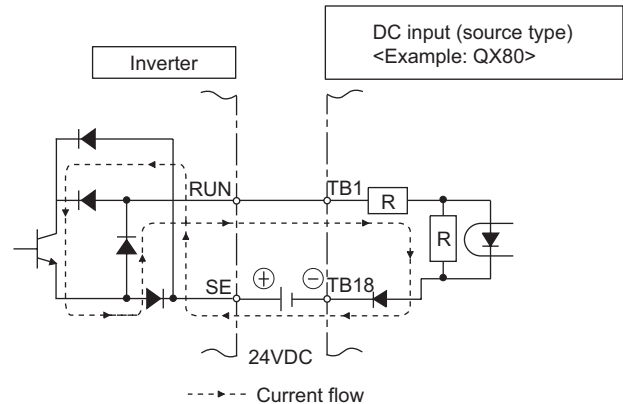 DC input (source type)
<Example: QX80>
Inverter
RUN
TB1
R
R
SE
+
−
TB18
24VDC
Current flow